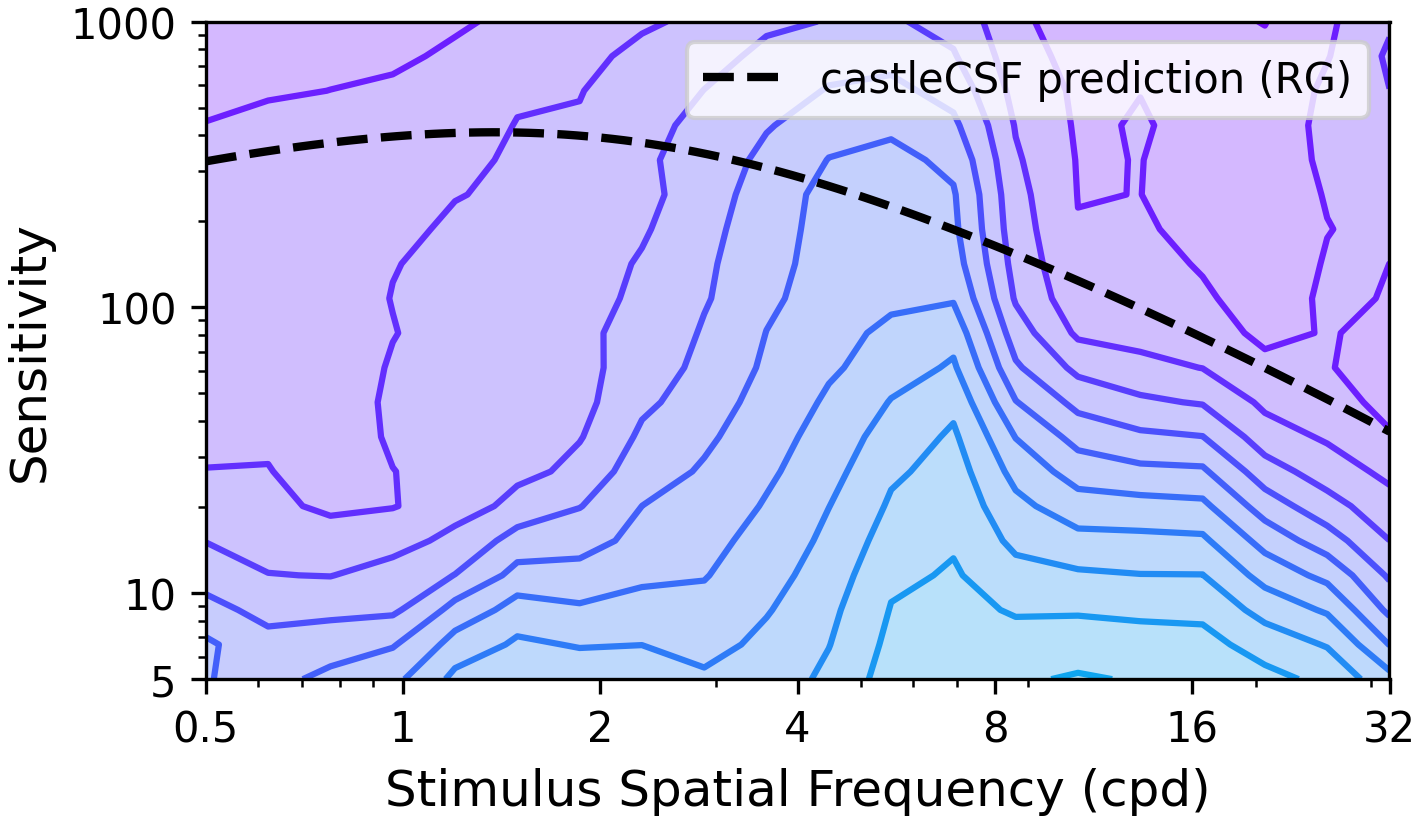 1000
100
10
5
Sensitivity
castleCSF prediction (RG)
0.5 1 2 4 8 16 32
Stimulus Spatial Frequency (cpd)